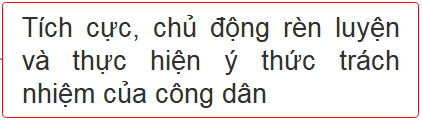 Tích cực, chủ động rèn luyện
và thực hiện ý thức trách
nhiệm của công dân